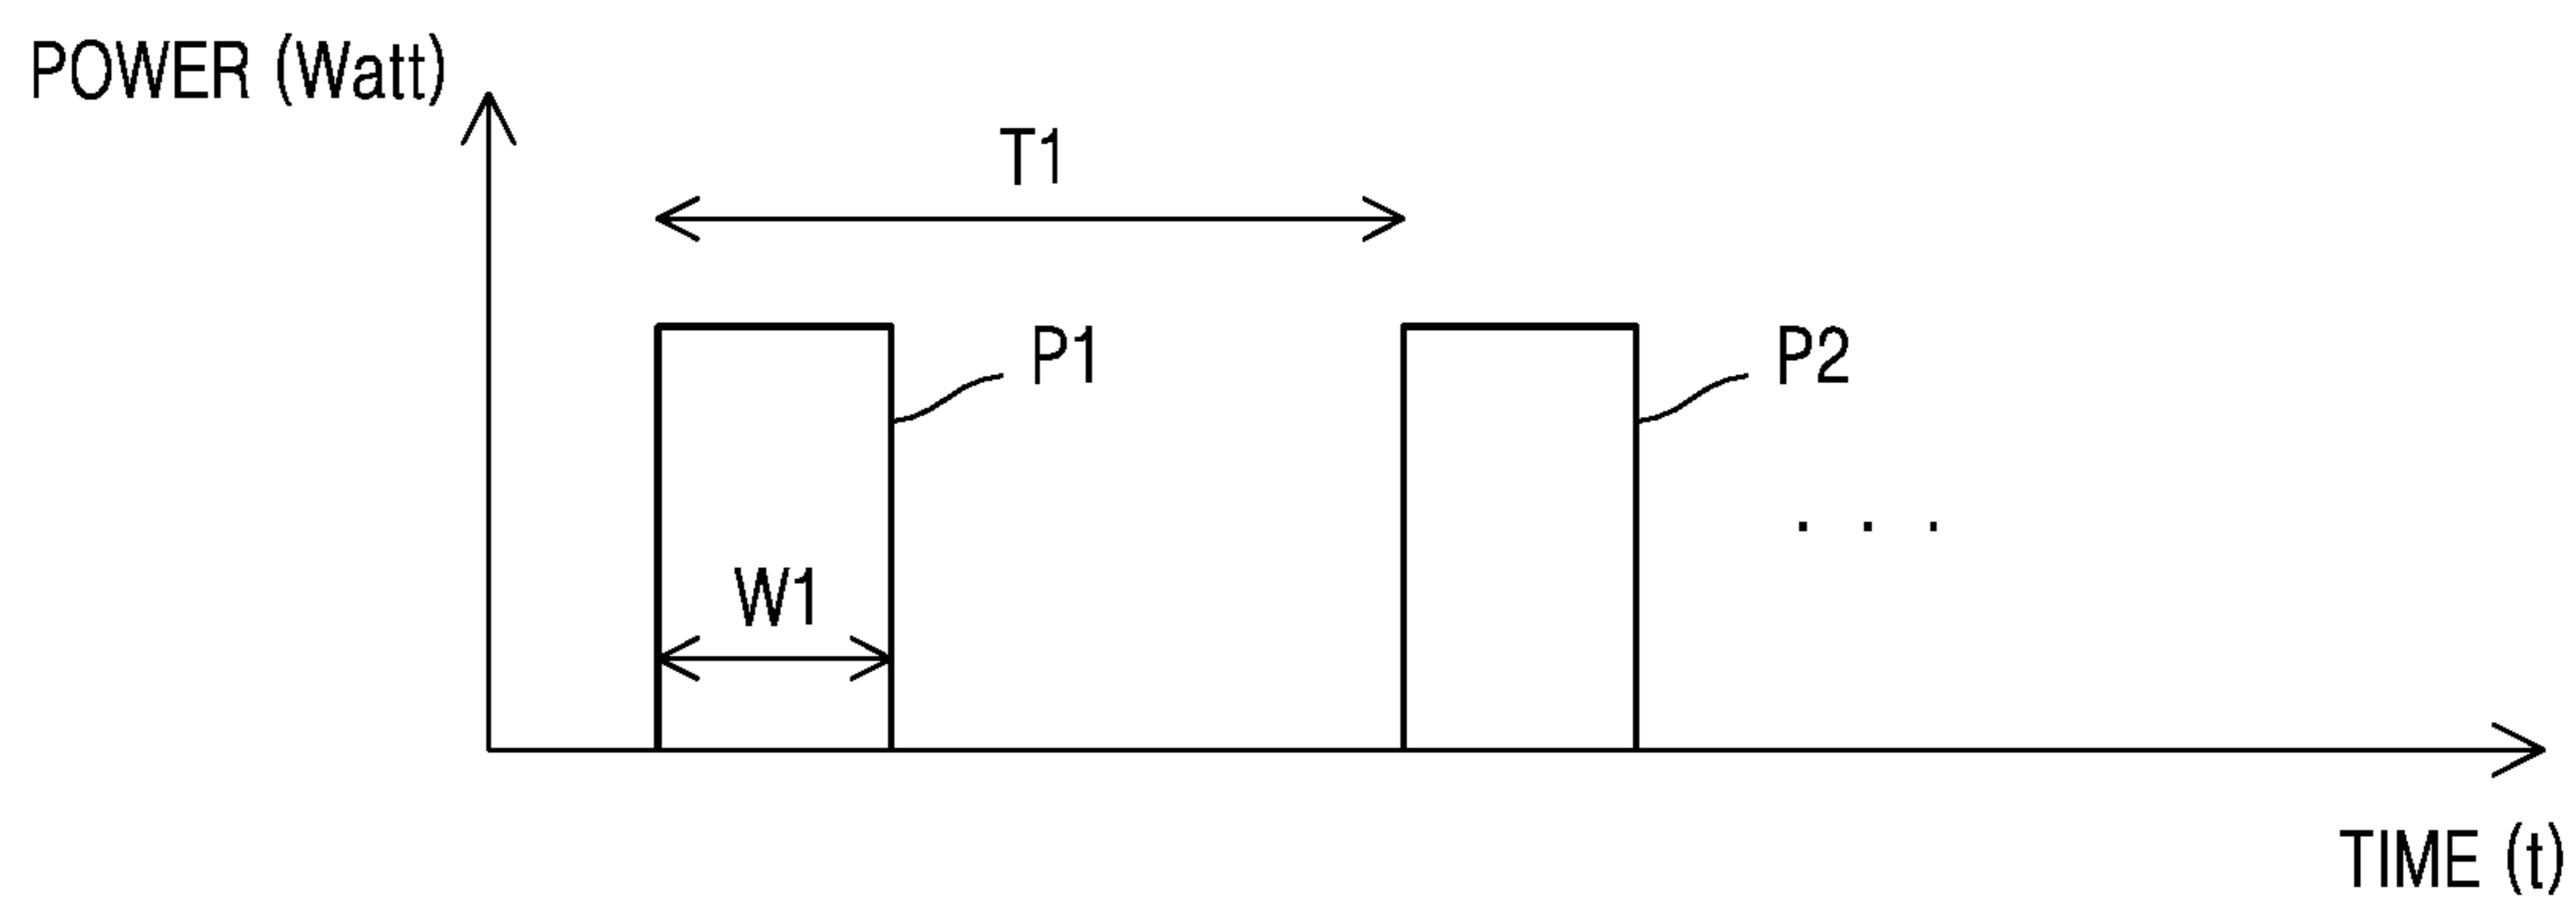 POWER (Watt)
T1
P1
P2
. . .
W1
TIME (t)